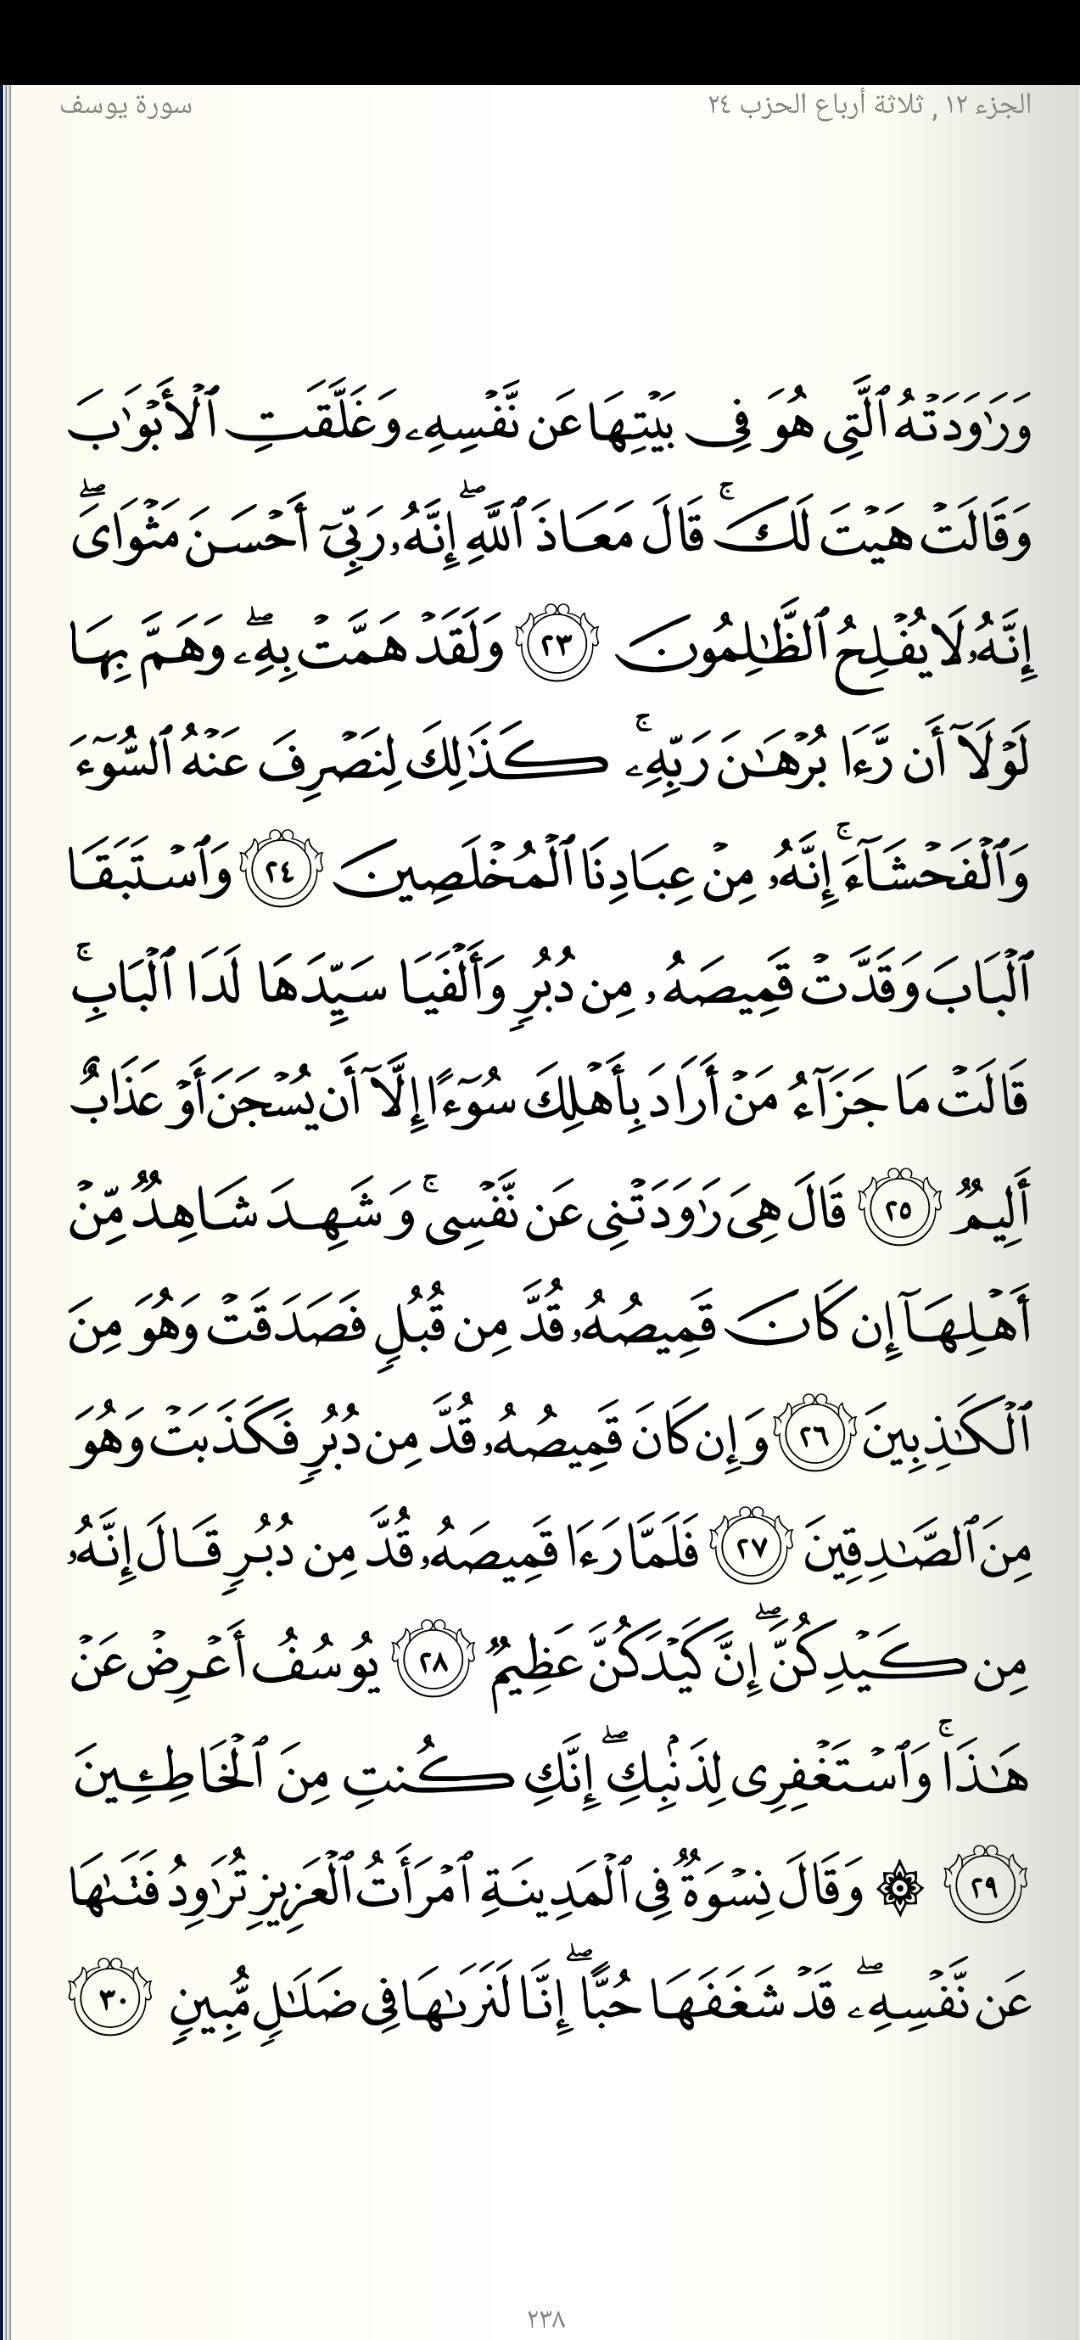 الجزء ١٢ , ثلاثة أرباع الحزب ٢٤
سورة يوسف
وَرَٰوَدَتْهُ ٱلَّتِى هُوَ فِى بَيْتِهَا عَن نَّفْسِهِۦ وَغَلَّقَتِ ٱلْأَبْوَٰبَ
وَقَالَتْ هَيْتَ لَكَ ۚ قَالَ مَعَاذَ ٱللَّهِ ۖ إِنَّهُۥ رَبِّىٓ أَحْسَنَ مَثْوَاىَ ۖ
إِنَّهُۥ لَا يُفْلِحُ ٱلظَّٰلِمُونَ ٢٣ وَلَقَدْ هَمَّتْ بِهِۦ ۖ وَهَمَّ بِهَا
لَوْلَآ أَن رَّءَا بُرْهَٰنَ رَبِّهِۦ ۚ كَذَٰلِكَ لِنَصْرِفَ عَنْهُ ٱلسُّوٓءَ
وَٱلْفَحْشَآءَ ۚ إِنَّهُۥ مِنْ عِبَادِنَا ٱلْمُخْلَصِينَ ٢٤ وَٱسْتَبَقَا
ٱلْبَابَ وَقَدَّتْ قَمِيصَهُۥ مِن دُبُرٍ وَأَلْفَيَا سَيِّدَهَا لَدَا ٱلْبَابِ ۚ
قَالَتْ مَا جَزَآءُ مَنْ أَرَادَ بِأَهْلِكَ سُوٓءًا إِلَّآ أَن يُسْجَنَ أَوْ عَذَابٌ
أَلِيمٌ ٢٥ قَالَ هِىَ رَٰوَدَتْنِى عَن نَّفْسِى ۚ وَشَهِدَ شَاهِدٌ مِّنْ
أَهْلِهَآ إِن كَانَ قَمِيصُهُۥ قُدَّ مِن قُبُلٍ فَصَدَقَتْ وَهُوَ مِنَ
ٱلْكَٰذِبِينَ ٢٦ وَإِن كَانَ قَمِيصُهُۥ قُدَّ مِن دُبُرٍ فَكَذَبَتْ وَهُوَ
مِنَ ٱلصَّٰدِقِينَ ٢٧ فَلَمَّا رَءَا قَمِيصَهُۥ قُدَّ مِن دُبُرٍ قَالَ إِنَّهُۥ
مِن كَيْدِكُنَّ ۖ إِنَّ كَيْدَكُنَّ عَظِيمٌ ٢٨ يُوسُفُ أَعْرِضْ عَنْ
هَٰذَا ۚ وَٱسْتَغْفِرِى لِذَنۢبِكِ ۖ إِنَّكِ كُنتِ مِنَ ٱلْخَاطِـِٔينَ
٢٩ ۞ وَقَالَ نِسْوَةٌ فِى ٱلْمَدِينَةِ ٱمْرَأَتُ ٱلْعَزِيزِ تُرَٰوِدُ فَتَىٰهَا
عَن نَّفْسِهِۦ ۖ قَدْ شَغَفَهَا حُبًّا ۖ إِنَّا لَنَرَىٰهَا فِى ضَلَٰلٍ مُّبِينٍ ٣٠
٢٣٨